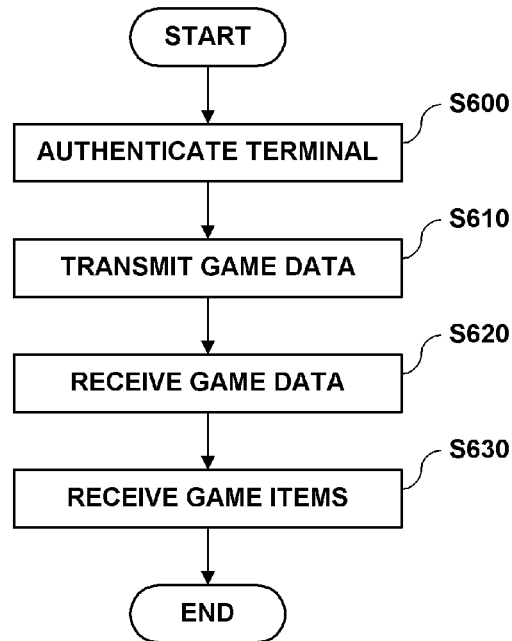 START
S600
AUTHENTICATE TERMINAL
S610
TRANSMIT GAME DATA
S620
RECEIVE GAME DATA
S630
RECEIVE GAME ITEMS
END